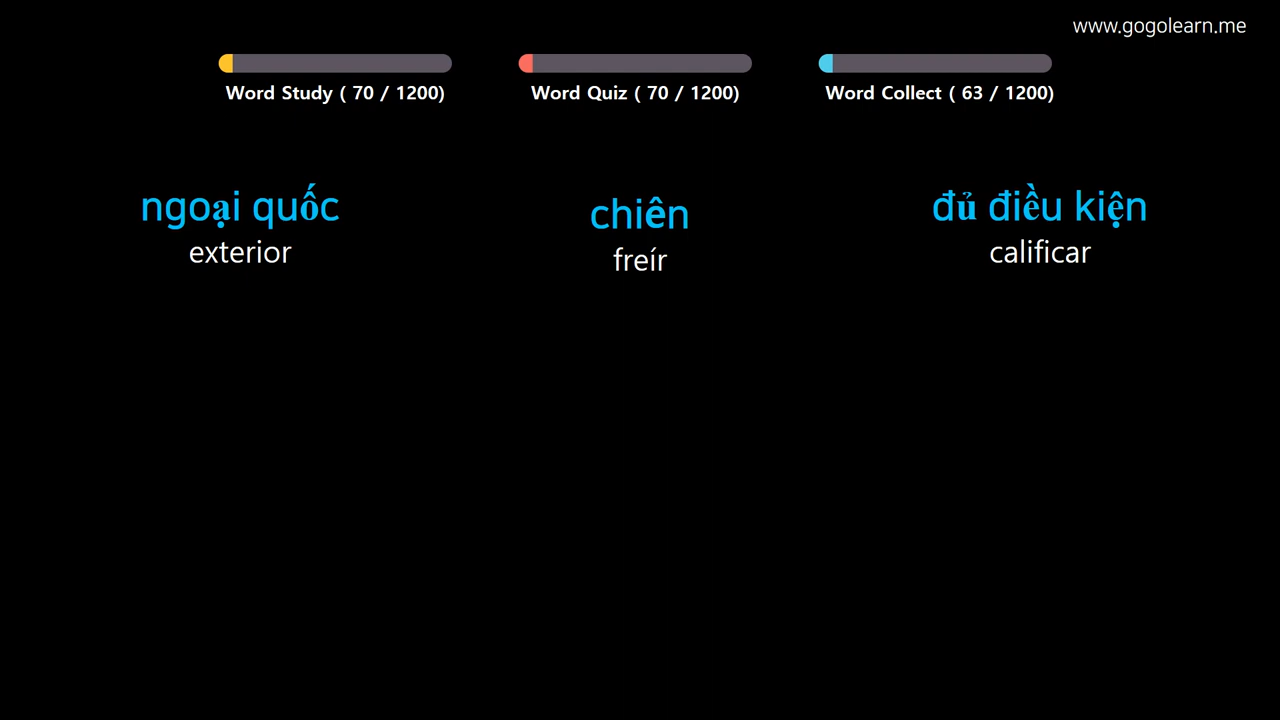 www.gogolearn.me
Word Study ( 70 / 1200)
Word Quiz ( 70 / 1200)
Word Collect ( 63 / 1200)
ngoại quốc
exterior
chiên
freír
đủ điều kiện
calificar